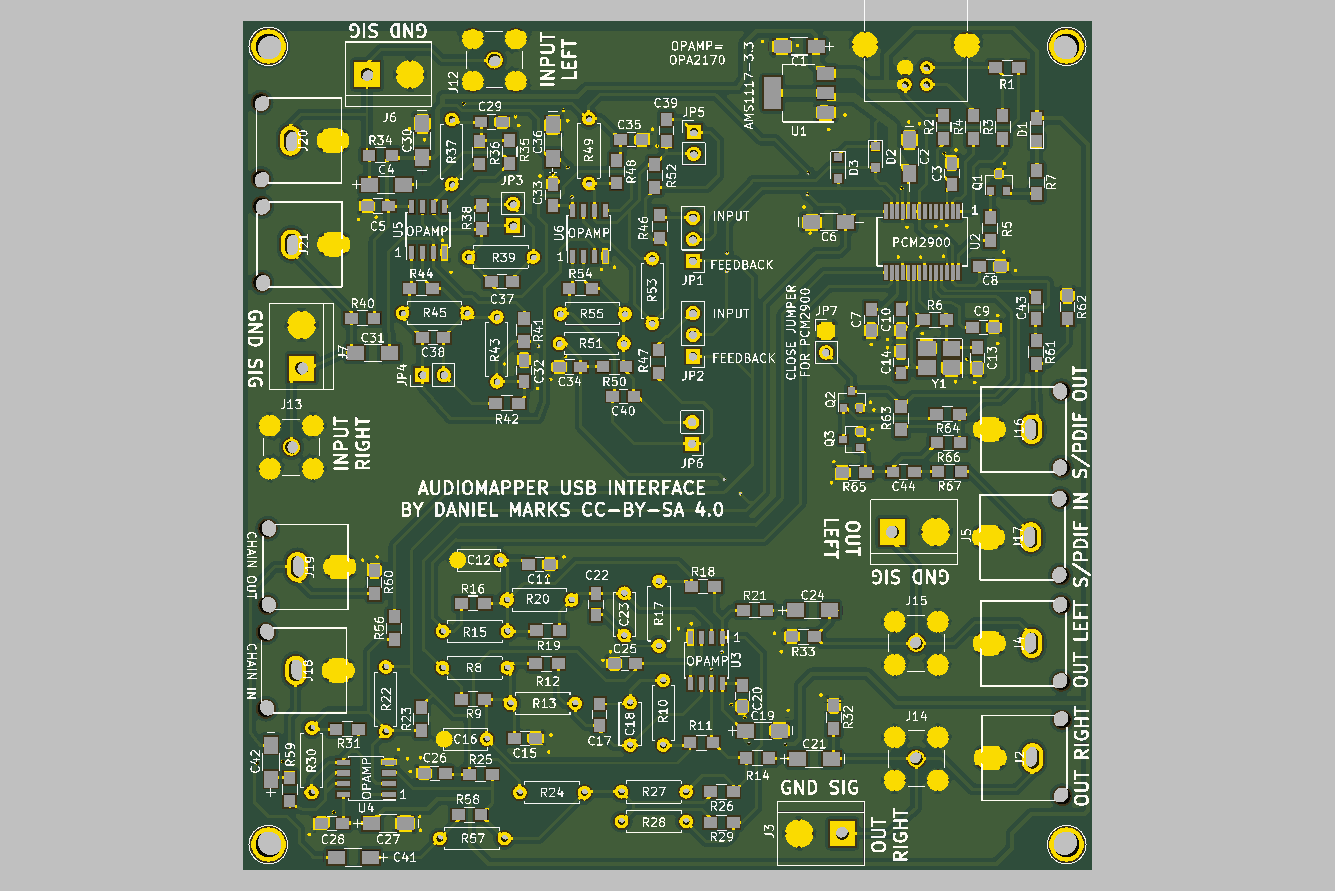 GND SIG
J12
INPUT LEFT
OPAMP=
OPA2170
AMS1117-3.3
C1
+
R1
J6
U1
J20
R34
C30
R37
C29
R36
R35
C36
R49
C35
C39
R48
R52
JP5
R2
R4
R3
D1
D3
D2
C2
C3
Q1
R7
C4
+
C5
JP3
C33
J21
U5
OPAMP
1
R38
U6
OPAMP
1
R46
INPUT
FEEDBACK
JP1
C6
+
PCM2900
1
U2
R5
C8
R39
R44
C37
R54
R53
GND SIG
J7
R40
C31
+
R45
C38
R43
R41
C32
R55
R51
C34
R50
C40
R47
INPUT
FEEDBACK
JP2
CLOSE JUMPER
FOR PCM2900
JP7
C7
C10
R6
C9
C43
R62
C14
Y1
C13
R61
JP4
R42
J13
INPUT RIGHT
JP6
Q2
Q3
R63
R64
R66
R65
C44
R67
J16
S/PDIF OUT
AUDIOMAPPER USB INTERFACE
BY DANIEL MARKS CC-BY-SA 4.0
OUT LEFT
J5
GND SIG
J17
S/PDIF IN
CHAIN OUT
J19
R60
C12
C11
R16
R20
C22
C23
R17
R18
R21
+
C24
R33
J15
J4
OUT LEFT
R56
R15
R19
C25
OPAMP
1
U3
CHAIN IN
J18
R22
R23
R8
R12
R9
R13
C17
C18
R10
R11
C20
C19
+
R32
J14
J2
OUT RIGHT
C42
+
R59
R30
R31
C16
C15
C26
R25
R14
+
C21
OPAMP
1
U4
R24
R27
R26
R28
R29
R58
R57
C28
+
C27
+
C41
GND SIG
J3
OUT RIGHT